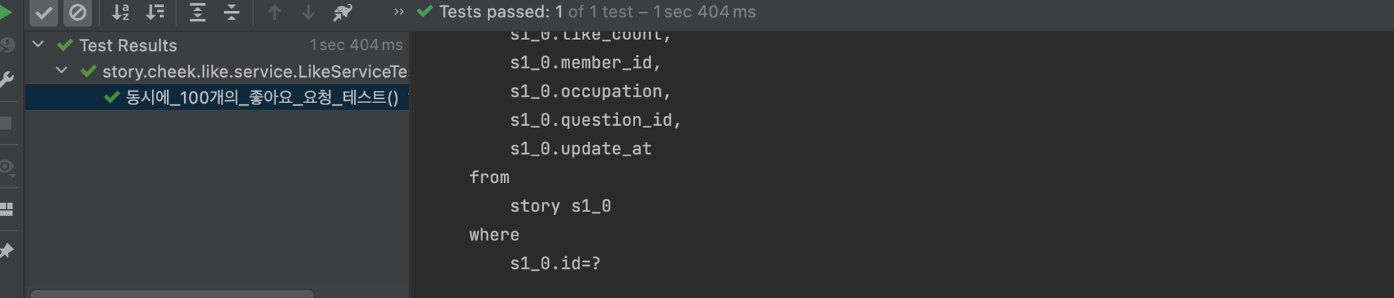 Tests passed: 1 of 1 test – 1 sec 404 ms
Test Results 1 sec 404 ms
story.cheek.like.service.LikeServiceTe
동시에_100개의_좋아요_요청_테스트()
s1_0.like_count,
s1_0.member_id,
s1_0.occupation,
s1_0.question_id,
s1_0.update_at
from
story s1_0
where
s1_0.id=?